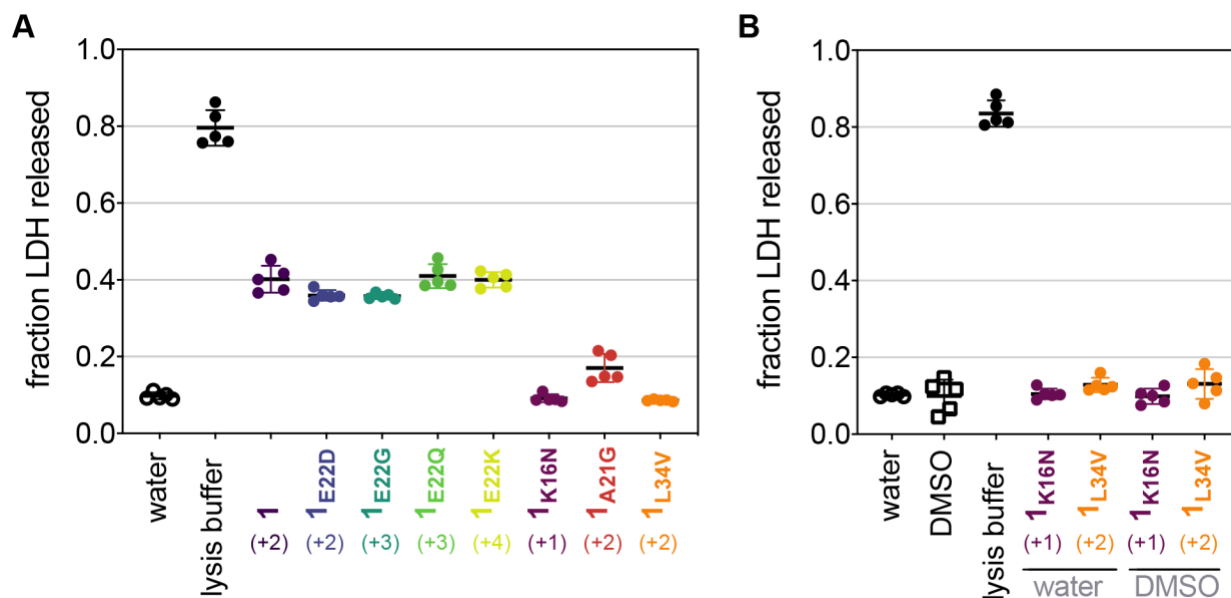 A
fraction LDH released
1.0
0.8
0.6
0.4
0.2
0.0
water
lysis buffer
1
(+2)
1E22D
(+2)
1E22G
(+3)
1E22Q
(+3)
1E22K
(+4)
1K16N
(+1)
1A21G
(+2)
1L34V
(+2)
B
fraction LDH released
1.0
0.8
0.6
0.4
0.2
0.0
water
DMSO
lysis buffer
1K16N
(+1)
1L34V
(+2)
1K16N
(+1)
1L34V
(+2)
water
DMSO